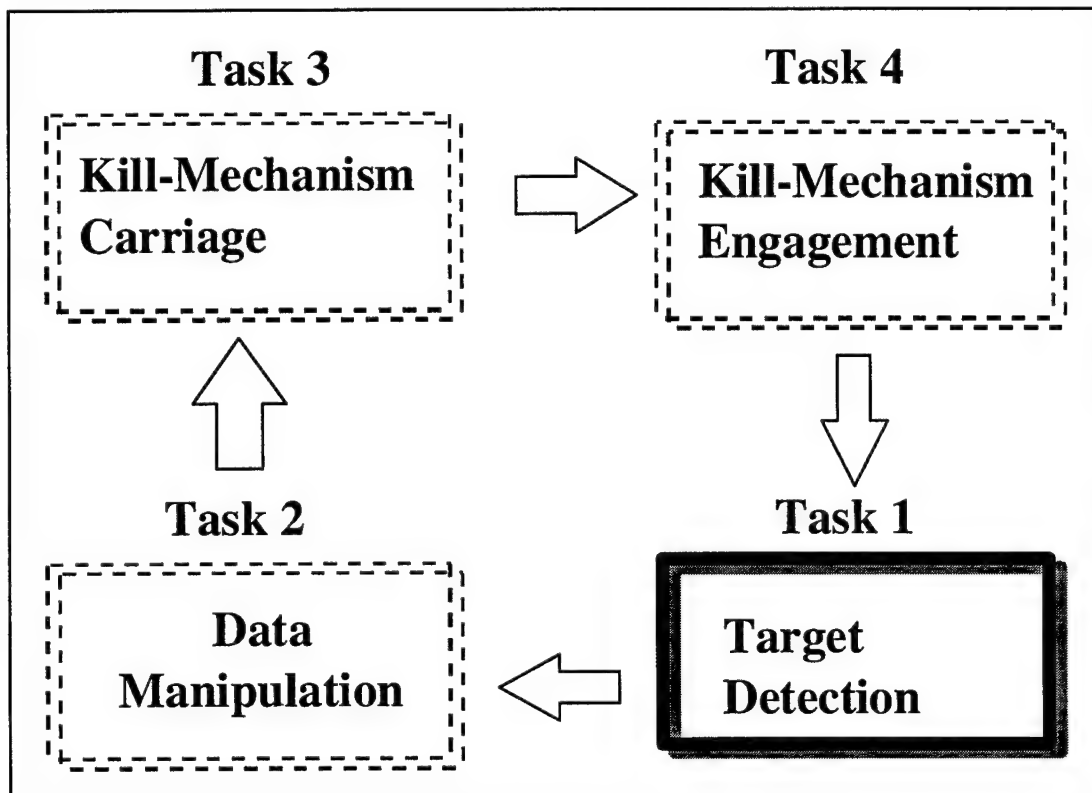 Task 3
Kill-Mechanism
Carriage
Task 4
Kill-Mechanism
Engagement
Task 2
Data
Manipulation
Task 1
Target
Detection